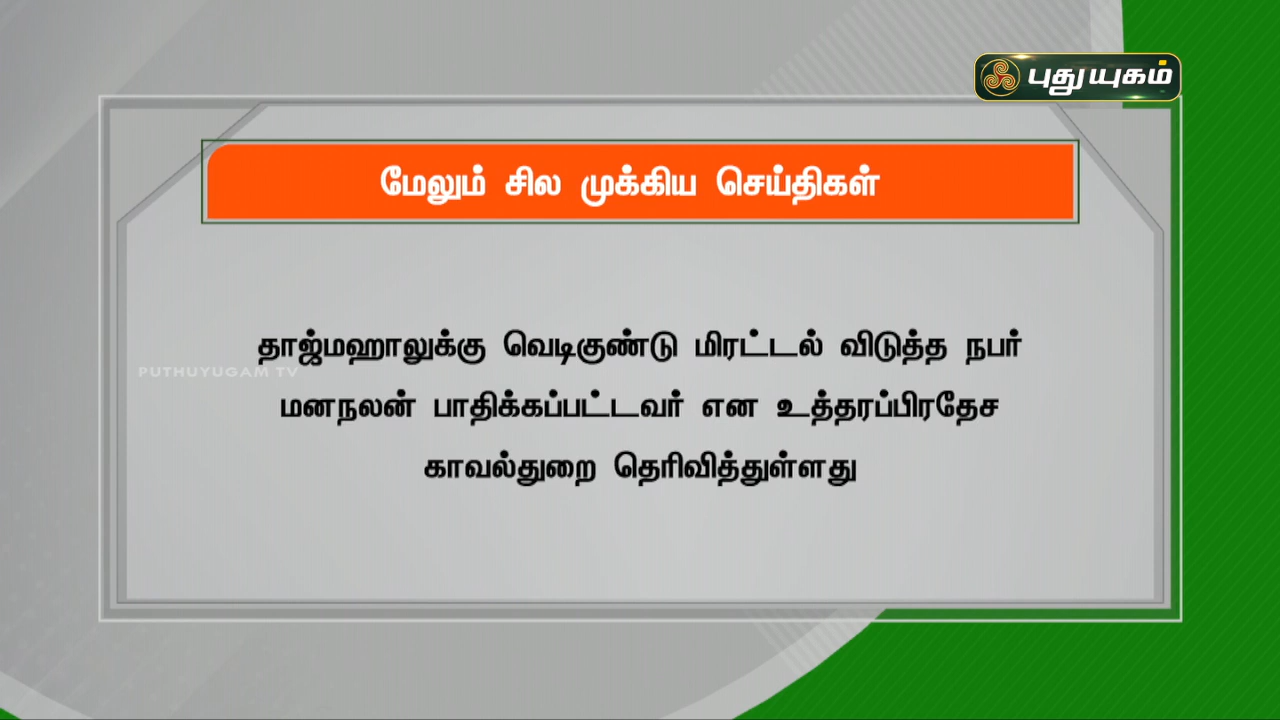 புதுயுகம்
மேலும் சில முக்கிய செய்திகள்
தாஜ்மஹாலுக்கு வெடிகுண்டு மிரட்டல் விடுத்த நபர்
PUTHUYUGAM TV
மனநலன் பாதிக்கப்பட்டவர் என உத்தரப்பிரதேச
காவல்துறை தெரிவித்துள்ளது